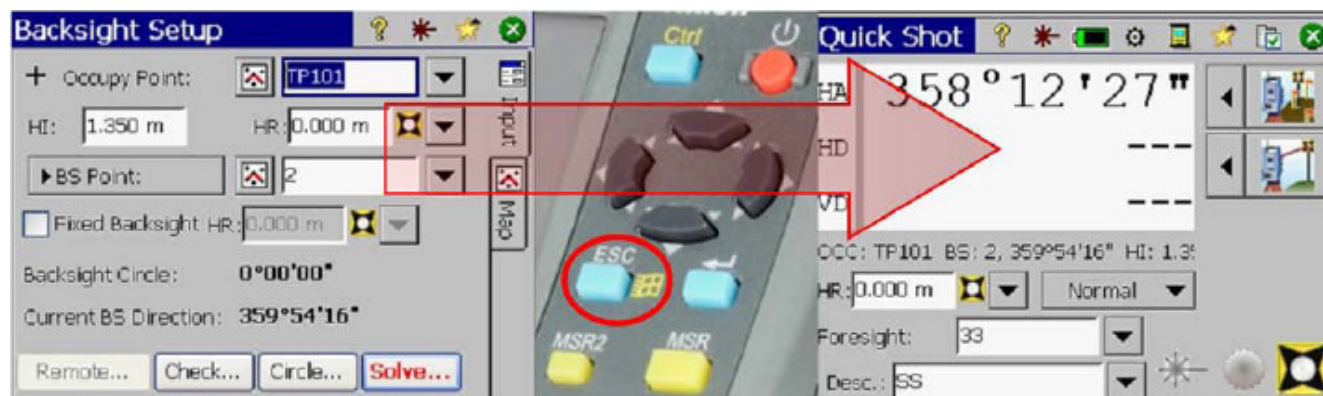 Backsight Setup
Occupy Point: TP101
HI: 1.350 m HR: 0.000 m
BS Point: 2
Fixed Backsight HR: 0.000 m
Backsight Circle: 0°00'00"
Current BS Direction: 359°54'16"
Remote... Check... Circle... Solve...
Input
Map
Ctrl
ESC
MSR2 MSR
Quick Shot
HA 358°12'27"
HD ---
VD ---
OCC: TP101 BS: 2, 359°54'16" HI: 1.3
HR: 0.000 m Normal
Foresight: 33
Desc.: SS